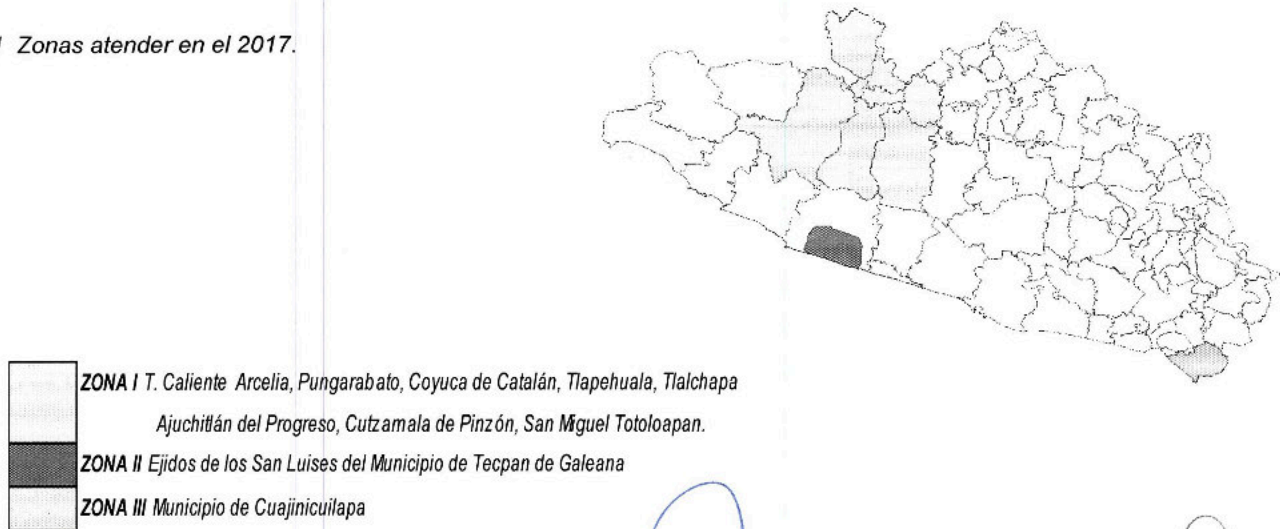 Zonas atender en el 2017.
ZONA I T. Caliente Arcelia, Pungarabato, Coyuca de Catalán, Tlapehuala, Tlalchapa
Ajuchitlán del Progreso, Cutzamala de Pinzón, San Miguel Totoloapan.
ZONA II Ejidos de los San Luises del Municipio de Tecpan de Galeana
ZONA III Municipio de Cuajinicuilapa